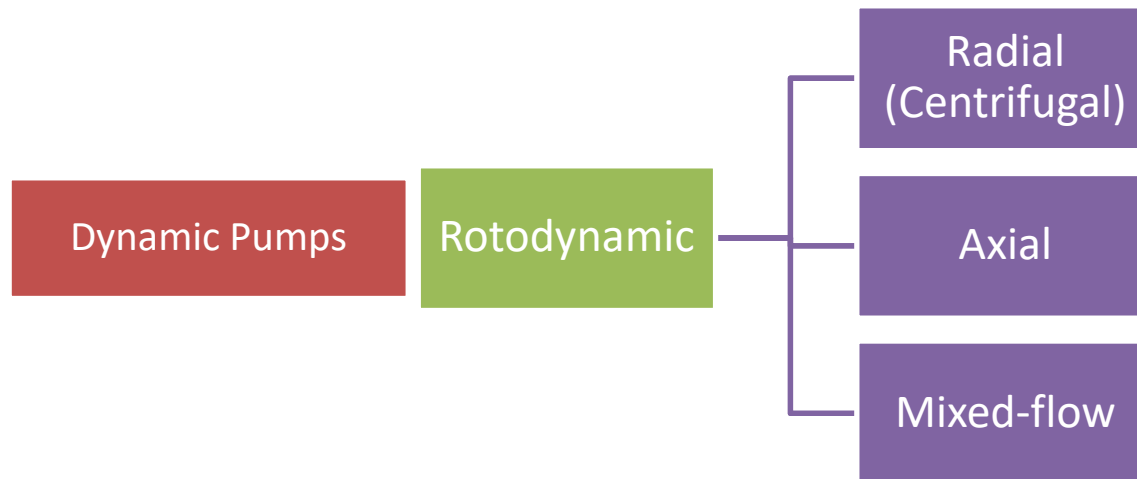 Dynamic Pumps
Rotodynamic
Radial
(Centrifugal)
Axial
Mixed-flow